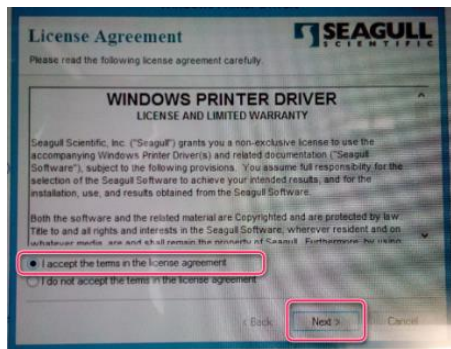 License Agreement
SEAGULL
SCIENTIFIC
Please read the following license agreement carefully.
WINDOWS PRINTER DRIVER
LICENSE AND LIMITED WARRANTY
Seagull Scientific, Inc. ("Seagull") grants you a non-exclusive license to use the
accompanying Windows Printer Driver(s) and related documentation ("Seagull
Software"), subject to the following provisions. You assume full responsibility for the
selection of the Seagull Software to achieve your intended results, and for the
installation, use, and results obtained from the Seagull Software.
Both the software and the related material are Copyrighted and are protected by law.
Title to and all rights and interests in the Seagull Software, wherever resident and on
whatever media, are and shall remain the property of Seagull. Furthermore, by using
I accept the terms in the license agreement
I do not accept the terms in the license agreement
< Back
Next >
Cancel